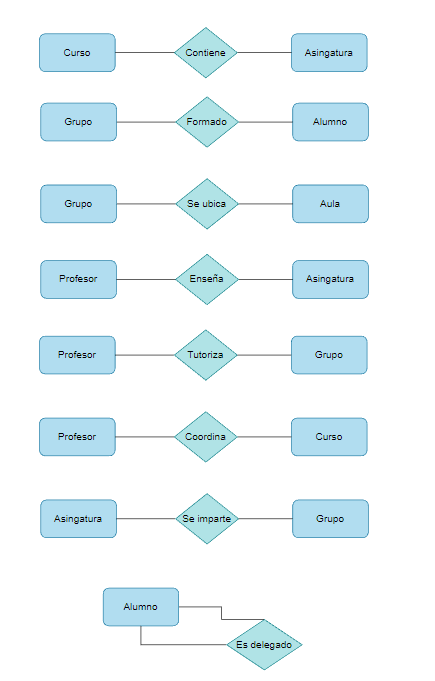 Curso Contiene Asingatura
Grupo Formado Alumno
Grupo Se ubica Aula
Profesor Enseña Asingatura
Profesor Tutoriza Grupo
Profesor Coordina Curso
Asingatura Se imparte Grupo
Alumno
Es delegado